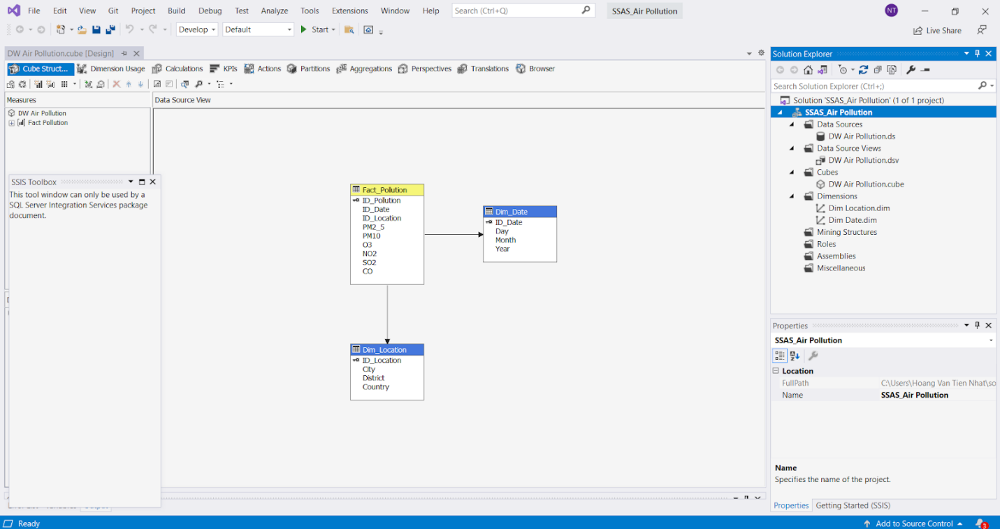 File Edit View Git Project Build Debug Test Analyze Tools Extensions Window Help Search (Ctrl+Q) SSAS_Air Pollution NT
Develop Default Start Live Share
DW Air Pollution.cube [Design]
Cube Struct... Dimension Usage Calculations KPIs Actions Partitions Aggregations Perspectives Translations Browser
Measures
DW Air Pollution
Fact Pollution
SSIS Toolbox
This tool window can only be used by a
SQL Server Integration Services package
document.
Data Source View
Fact_Polution
ID_Pollution
ID_Date
ID_Location
PM2_5
PM10
O3
NO2
SO2
CO
Dim_Date
ID_Date
Day
Month
Year
Dim_Location
ID_Location
City
District
Country
Solution Explorer
Search Solution Explorer (Ctrl+;)
Solution 'SSAS_Air Pollution' (1 of 1 project)
SSAS_Air Pollution
Data Sources
DW Air Pollution.ds
Data Source Views
DW Air Pollution.dsv
Cubes
DW Air Pollution.cube
Dimensions
Dim Location.dim
Dim Date.dim
Mining Structures
Roles
Assemblies
Miscellaneous
Properties
SSAS_Air Pollution
Location
FullPath C:\Users\Hoang Van Tien Nhat\so
Name SSAS_Air Pollution
Name
Specifies the name of the project.
Properties Getting Started (SSIS)
Ready Add to Source Control 3